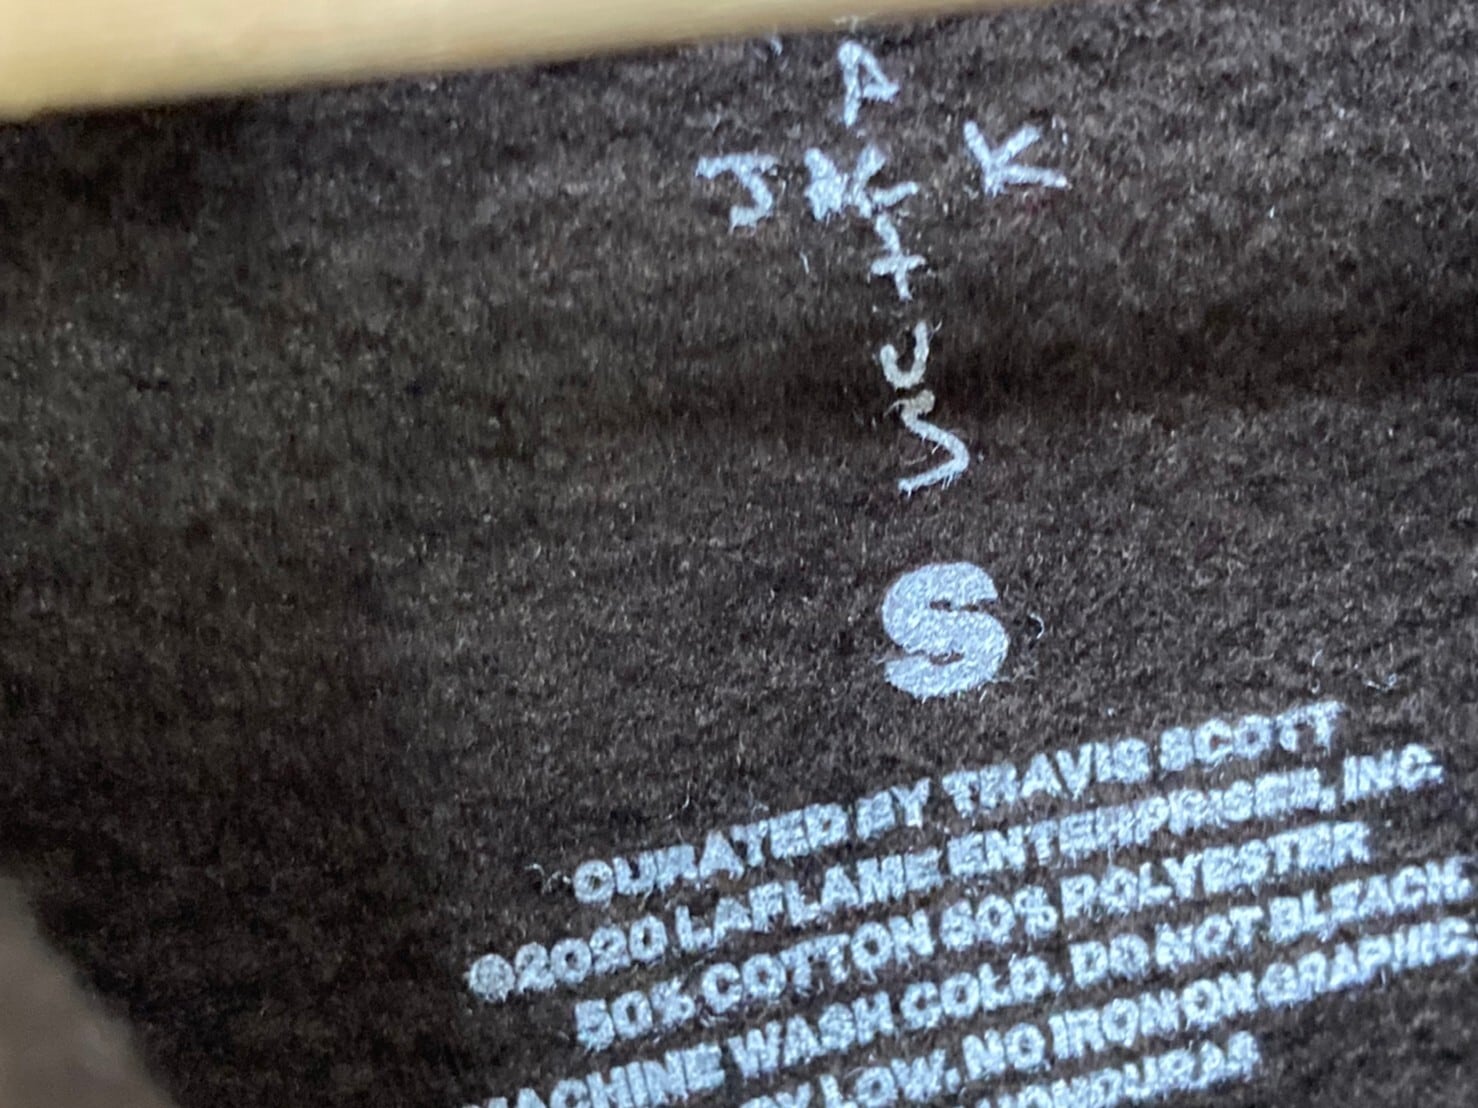 J K
S
CURATED BY TRAVIS SCOTT
©2020 LAFLAME ENTERPRISES, INC.
50% COTTON 50% POLYESTER
MACHINE WASH COLD. DO NOT BLEACH.
LOW. NO IRON ON GRAPHIC.
HONDURAS